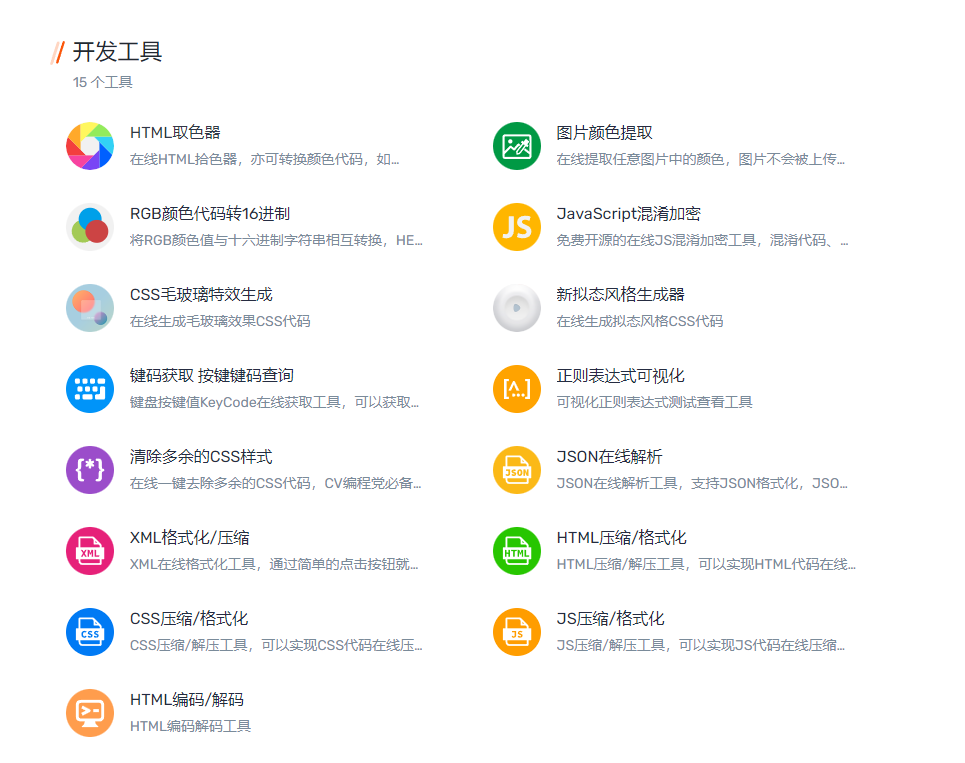 开发工具
15 个工具
HTML取色器
在线HTML拾色器，亦可转换颜色代码，如...
图片颜色提取
在线提取任意图片中的颜色，图片不会被上传...
RGB颜色代码转16进制
将RGB颜色值与十六进制字符串相互转换，HE...
JS
JavaScript混淆加密
免费开源的在线JS混淆加密工具，混淆代码、...
CSS毛玻璃特效生成
在线生成毛玻璃效果CSS代码
新拟态风格生成器
在线生成拟态风格CSS代码
键码获取 按键键码查询
键盘按键值KeyCode在线获取工具，可以获取...
[^...]
正则表达式可视化
可视化正则表达式测试查看工具
{*}
清除多余的CSS样式
在线一键去除多余的CSS代码，CV编程党必备...
JSON
JSON在线解析
JSON在线解析工具，支持JSON格式化，JSO...
XML
XML格式化/压缩
XML在线格式化工具，通过简单的点击按钮就...
HTML
HTML压缩/格式化
HTML压缩/解压工具，可以实现HTML代码在线...
CSS
CSS压缩/格式化
CSS压缩/解压工具，可以实现CSS代码在线压...
JS
JS压缩/格式化
JS压缩/解压工具，可以实现JS代码在线压缩...
HTML编码/解码
HTML编码解码工具